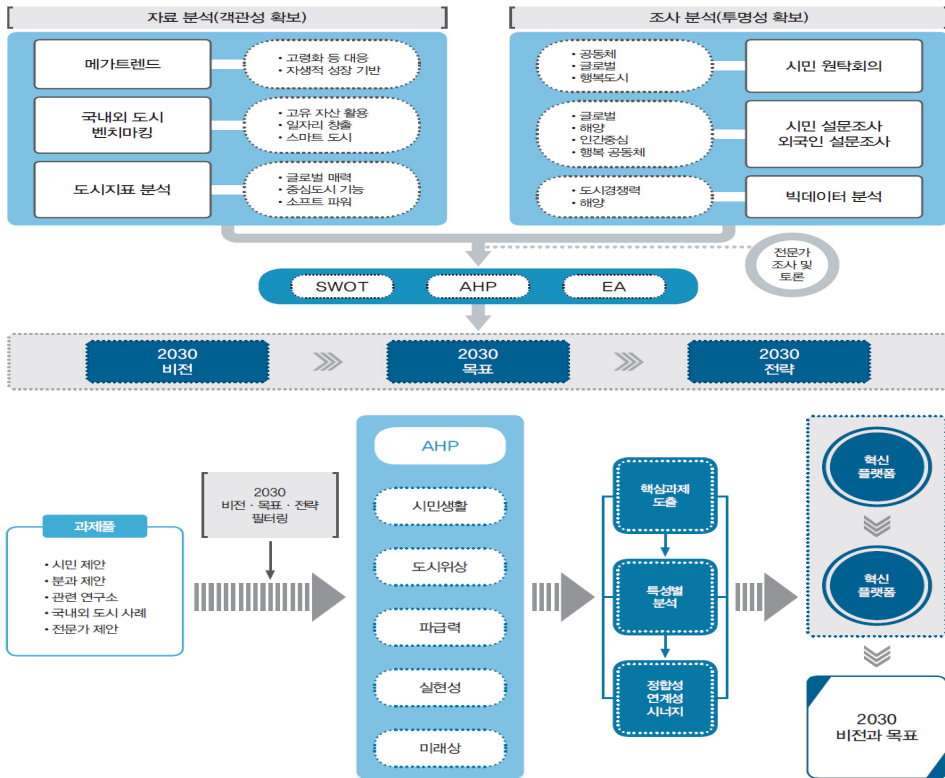 자료 분석(객관성 확보)
메가트렌드
• 고령화 등 대응
• 자생적 성장 기반
국내외 도시
벤치마킹
• 고유 자산 활용
• 일자리 창출
• 스마트 도시
도시지표 분석
• 글로벌 매력
• 중심도시 기능
• 소프트 파워
조사 분석(투명성 확보)
• 공동체
• 글로벌
• 행복도시
시민 원탁회의
• 글로벌
• 해양
• 인간중심
• 행복 공동체
시민 설문조사
외국인 설문조사
• 도시경쟁력
• 해양
빅데이터 분석
전문가
조사 및
토론
SWOT
AHP
EA
2030
비전
2030
목표
2030
전략
과제풀
• 시민 제안
• 분과 제안
• 관련 연구소
• 국내외 도시 사례
• 전문가 제안
2030
비전 · 목표 · 전략
필터링
AHP
시민생활
도시위상
파급력
실현성
미래상
핵심과제
도출
특성별
분석
정합성
연계성
시너지
혁신
플랫폼
혁신
플랫폼
2030
비전과 목표